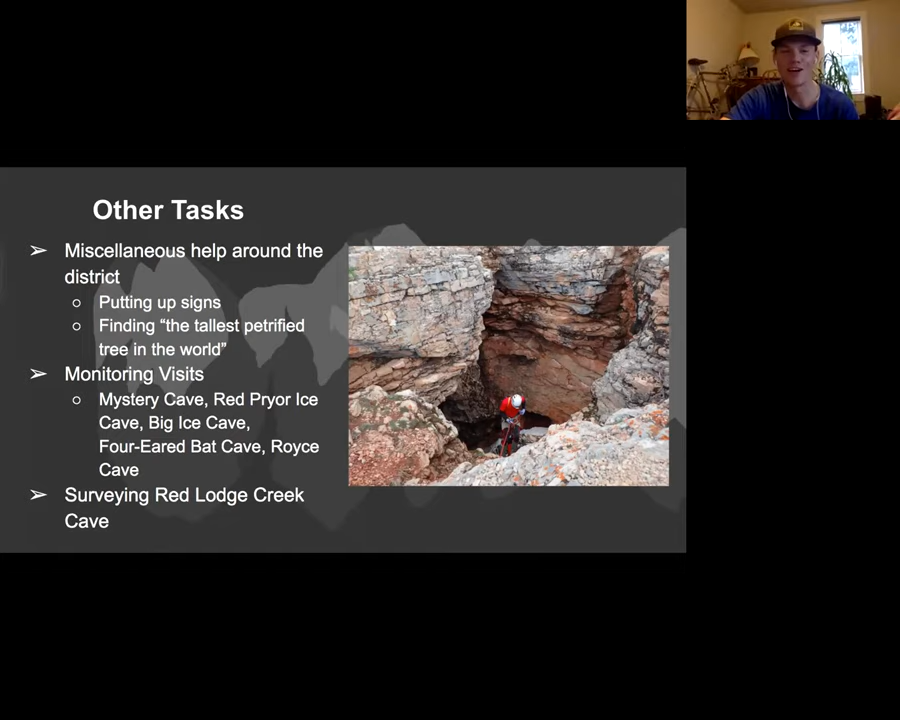 Other Tasks
➢ Miscellaneous help around the
district
○ Putting up signs
○ Finding “the tallest petrified
tree in the world”
➢ Monitoring Visits
○ Mystery Cave, Red Pryor Ice
Cave, Big Ice Cave,
Four-Eared Bat Cave, Royce
Cave
➢ Surveying Red Lodge Creek
Cave